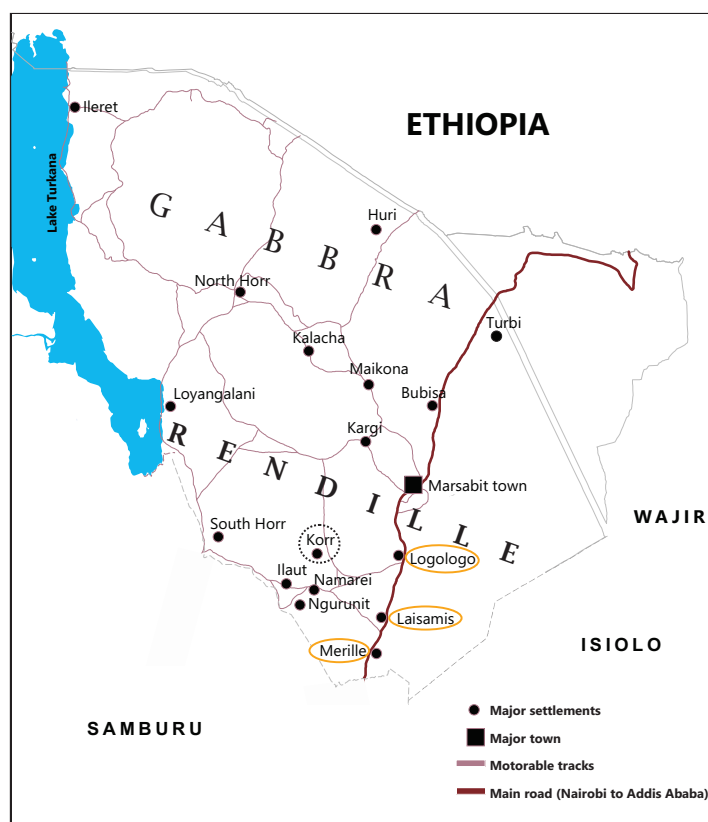 ETHIOPIA
Ileret
Lake Turkana
GABBRA
Huri
North Horr
Turbi
Kalacha
Maikona
Loyangalani
Bubisa
Kargi
RENDILLE
Marsabit town
WAJIR
South Horr
Korr
Logologo
Ilaut
Namarei
Ngurunit
Laisamis
Merille
ISIOLO
SAMBURU
Major settlements
Major town
Motorable tracks
Main road (Nairobi to Addis Ababa)